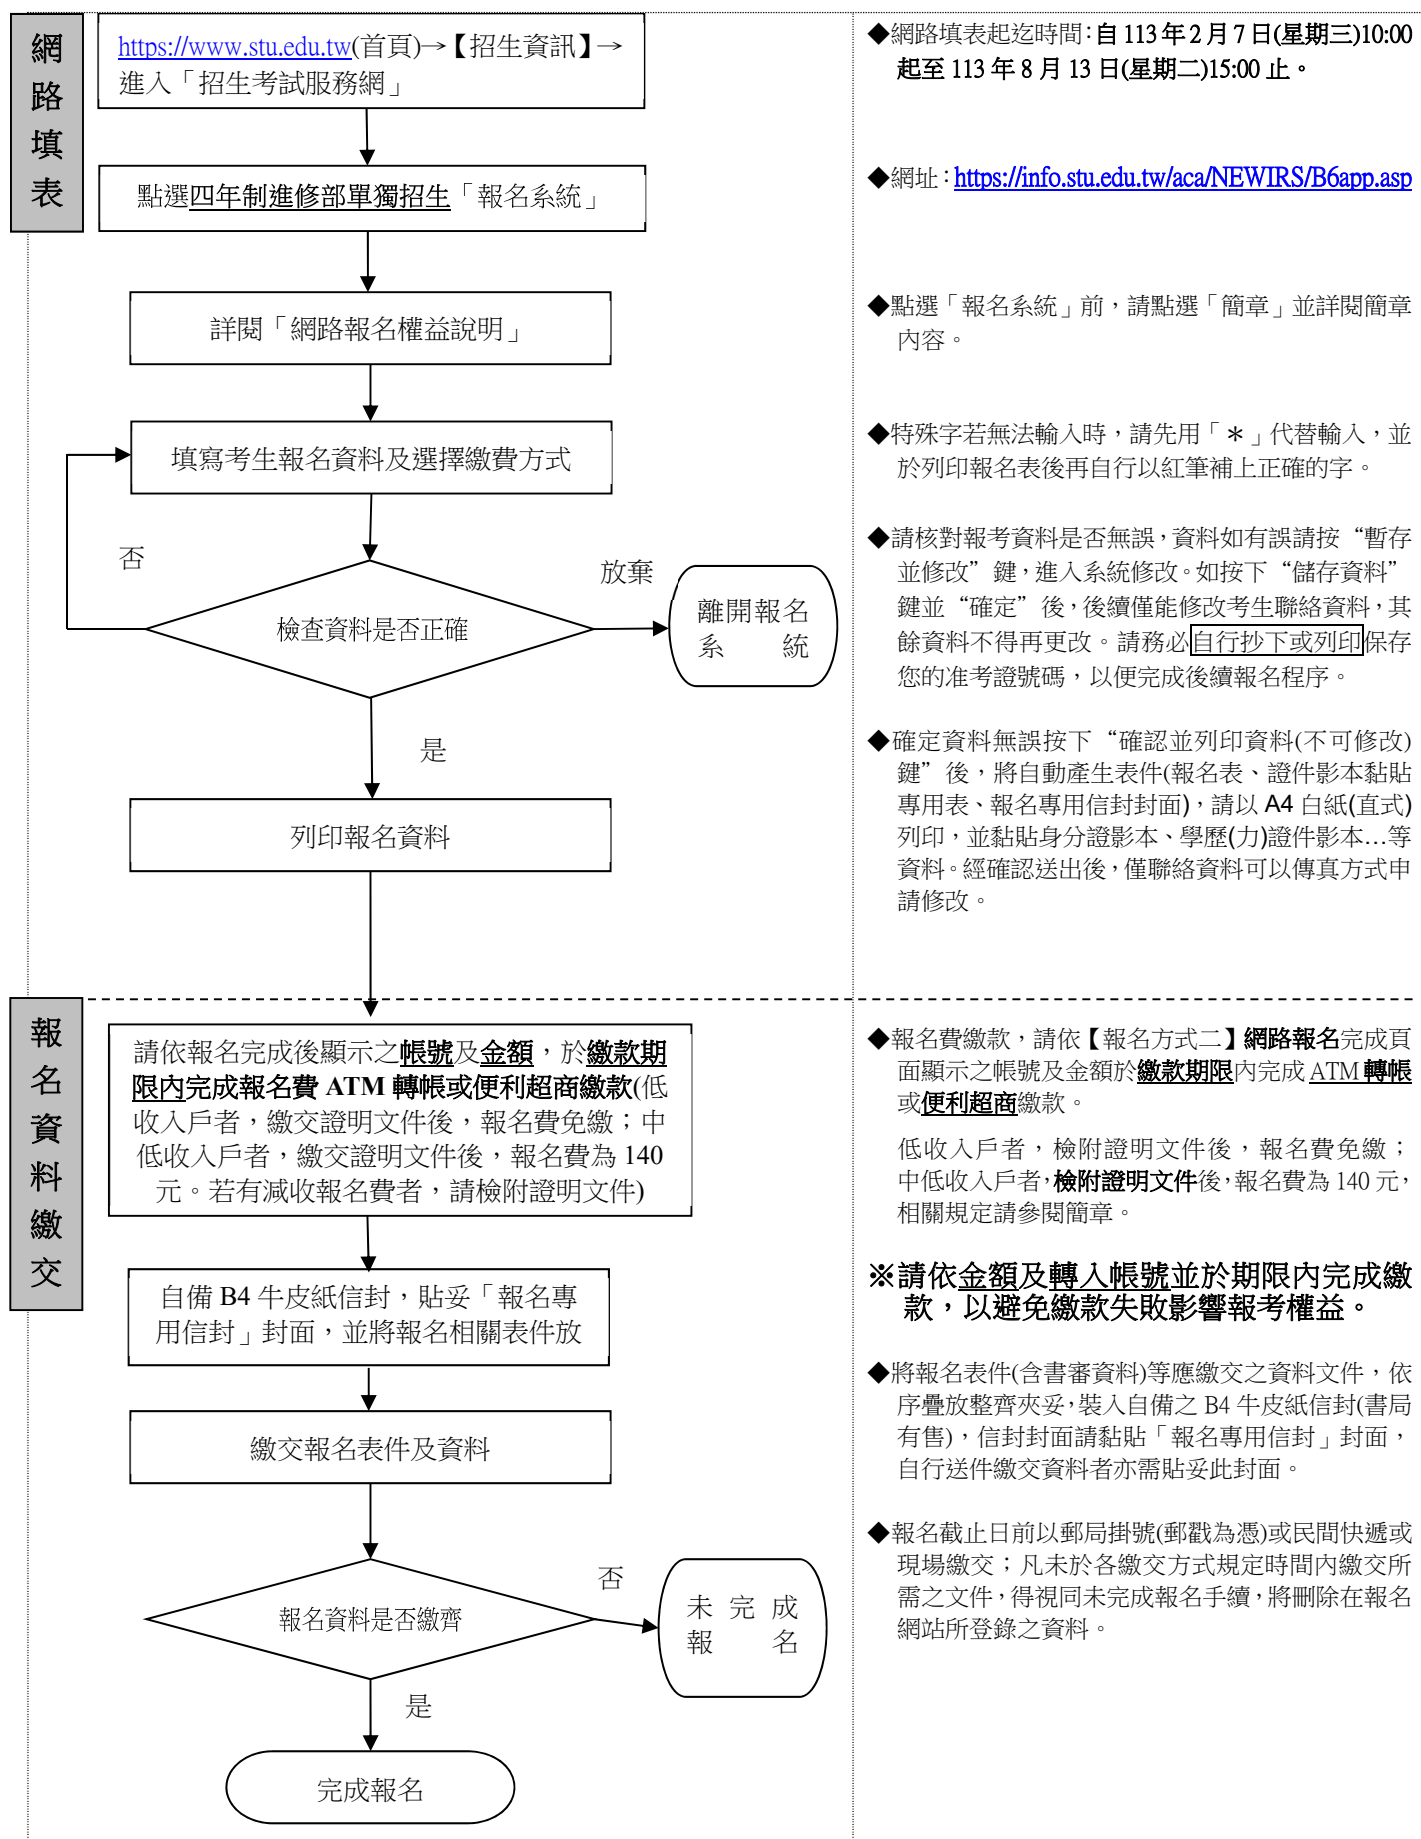 網
路
填
表
https://www.stu.edu.tw(首頁)→【招生資訊】→
進入「招生考試服務網」
點選四年制進修部單獨招生「報名系統」
詳閱「網路報名權益說明」
填寫考生報名資料及選擇繳費方式
否
放棄
檢查資料是否正確
離開報名
系 統
是
列印報名資料
◆網路填表起迄時間:自 113 年 2 月 7 日(星期三)10:00
起至 113 年 8 月 13 日(星期二)15:00 止。
◆網址:https://info.stu.edu.tw/aca/NEWIRS/B6app.asp
◆點選「報名系統」前,請點選「簡章」並詳閱簡章
內容。
◆特殊字若無法輸入時,請先用「＊」代替輸入,並
於列印報名表後再自行以紅筆補上正確的字。
◆請核對報考資料是否無誤,資料如有誤請按“暫存
並修改”鍵,進入系統修改。如按下“儲存資料”
鍵並“確定”後,後續僅能修改考生聯絡資料,其
餘資料不得再更改。請務必自行抄下或列印保存
您的准考證號碼,以便完成後續報名程序。
◆確定資料無誤按下“確認並列印資料(不可修改)
鍵”後,將自動產生表件(報名表、證件影本黏貼
專用表、報名專用信封封面),請以 A4 白紙(直式)
列印,並黏貼身分證影本、學歷(力)證件影本…等
資料。經確認送出後,僅聯絡資料可以傳真方式申
請修改。
報
名
資
料
繳
交
請依報名完成後顯示之帳號及金額,於繳款期
限內完成報名費 ATM 轉帳或便利超商繳款(低
收入戶者,繳交證明文件後,報名費免繳;中
低收入戶者,繳交證明文件後,報名費為 140
元。若有減收報名費者,請檢附證明文件)
自備 B4 牛皮紙信封,貼妥「報名專
用信封」封面,並將報名相關表件放
繳交報名表件及資料
報名資料是否繳齊
否
未 完 成
報 名
是
完成報名
◆報名費繳款,請依【報名方式二】網路報名完成頁
面顯示之帳號及金額於繳款期限內完成 ATM 轉帳
或便利超商繳款。
低收入戶者,檢附證明文件後,報名費免繳;
中低收入戶者,檢附證明文件後,報名費為 140 元,
相關規定請參閱簡章。
※請依金額及轉入帳號並於期限內完成繳
款,以避免繳款失敗影響報考權益。
◆將報名表件(含書審資料)等應繳交之資料文件,依
序疊放整齊夾妥,裝入自備之 B4 牛皮紙信封(書局
有售),信封封面請黏貼「報名專用信封」封面,
自行送件繳交資料者亦需貼妥此封面。
◆報名截止日前以郵局掛號(郵戳為憑)或民間快遞或
現場繳交;凡未於各繳交方式規定時間內繳交所
需之文件,得視同未完成報名手續,將刪除在報名
網站所登錄之資料。